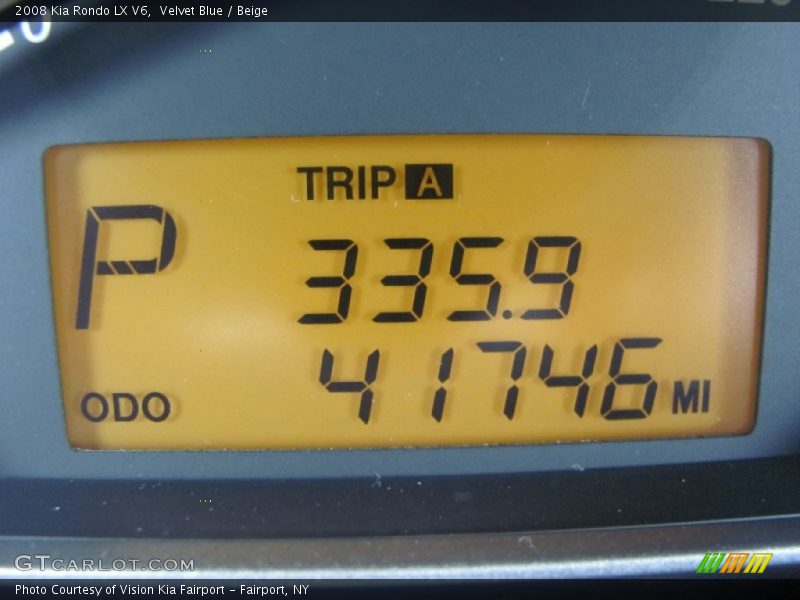 2008 Kia Rondo LX V6, Velvet Blue / Beige
TRIP A
P
335.9
41746
ODO
MI
GTCARLOT.COM
Photo Courtesy of Vision Kia Fairport - Fairport, NY